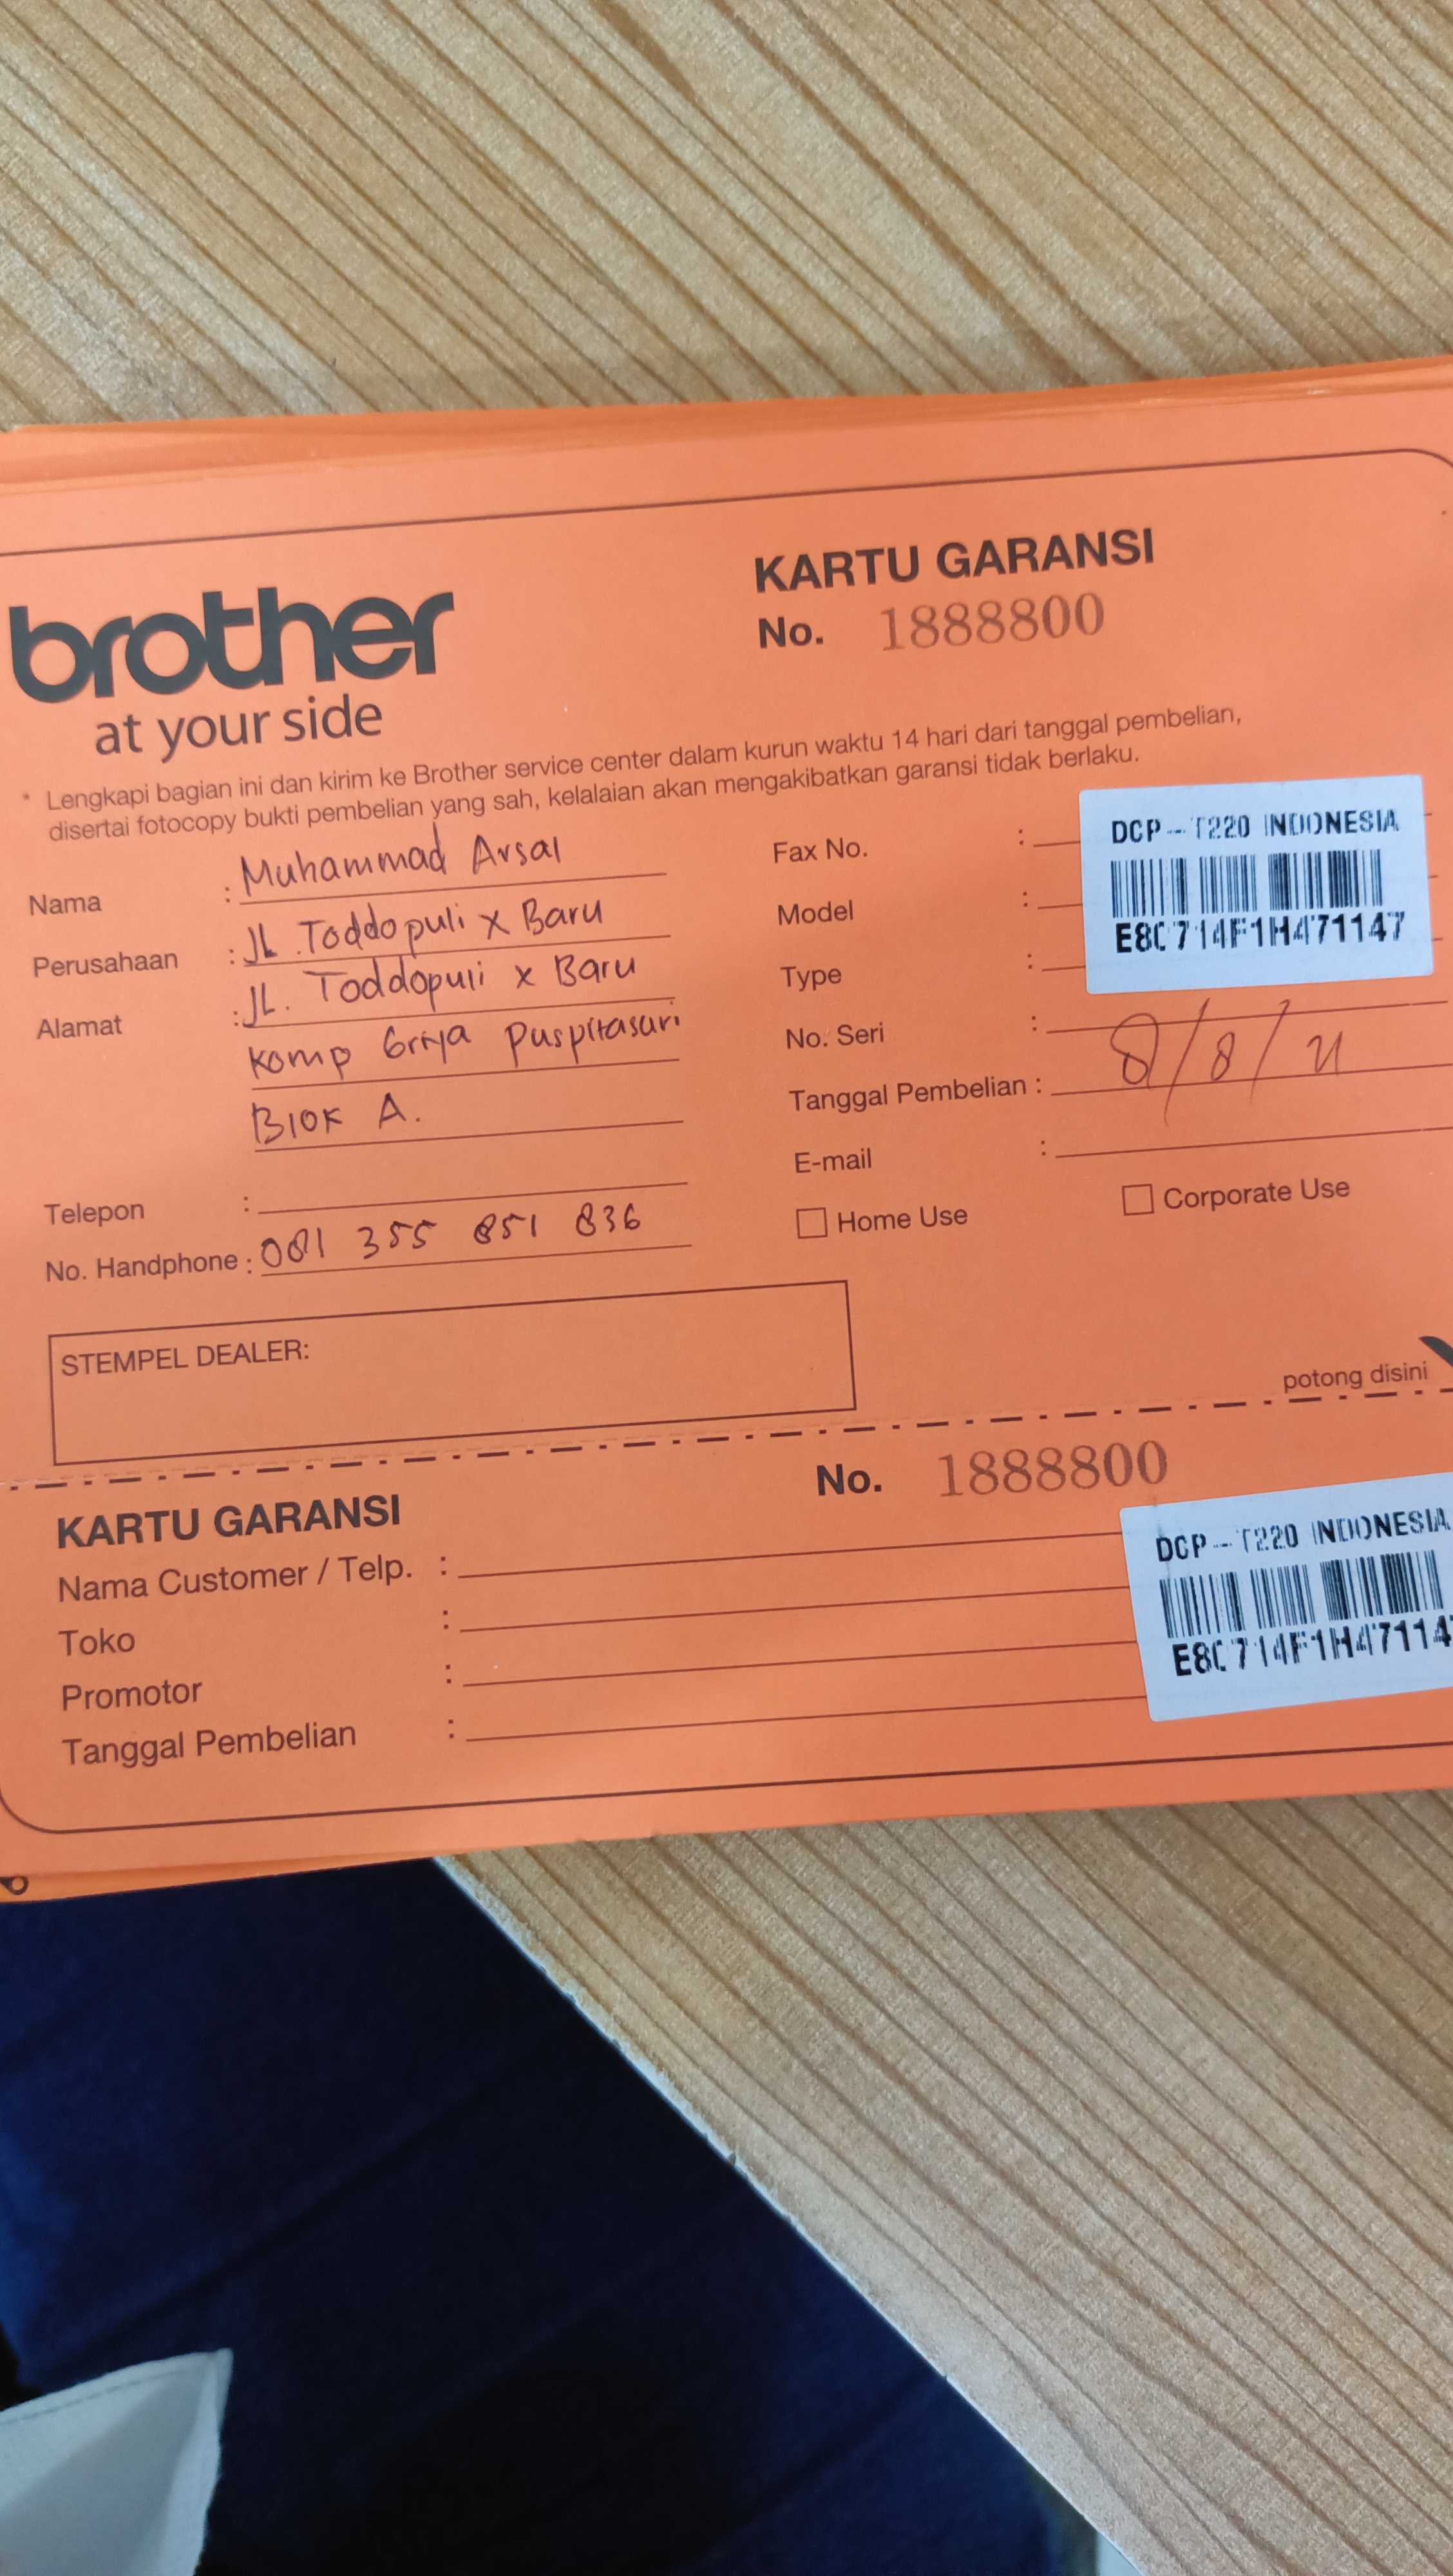 brother
at your side
KARTU GARANSI
No. 1888800
* Lengkapi bagian ini dan kirim ke Brother service center dalam kurun waktu 14 hari dari tanggal pembelian,
disertai fotocopy bukti pembelian yang sah, kelalaian akan mengakibatkan garansi tidak berlaku.
Nama : Muhammad Arsal
Perusahaan : JL. Toddopuli X Baru
Alamat : JL. Toddopuli X Baru
Komp Griya Puspitasari
Blok A.
Telepon :
No. Handphone : 081 355 851 836
Fax No. :
Model :
Type :
No. Seri :
Tanggal Pembelian : 8/8/21
E-mail :
Home Use
Corporate Use
DCP-T220 INDONESIA
E80714F1H471147
STEMPEL DEALER:
potong disini
KARTU GARANSI
No. 1888800
Nama Customer / Telp. :
Toko :
Promotor :
Tanggal Pembelian :
DCP-T220 INDONESIA